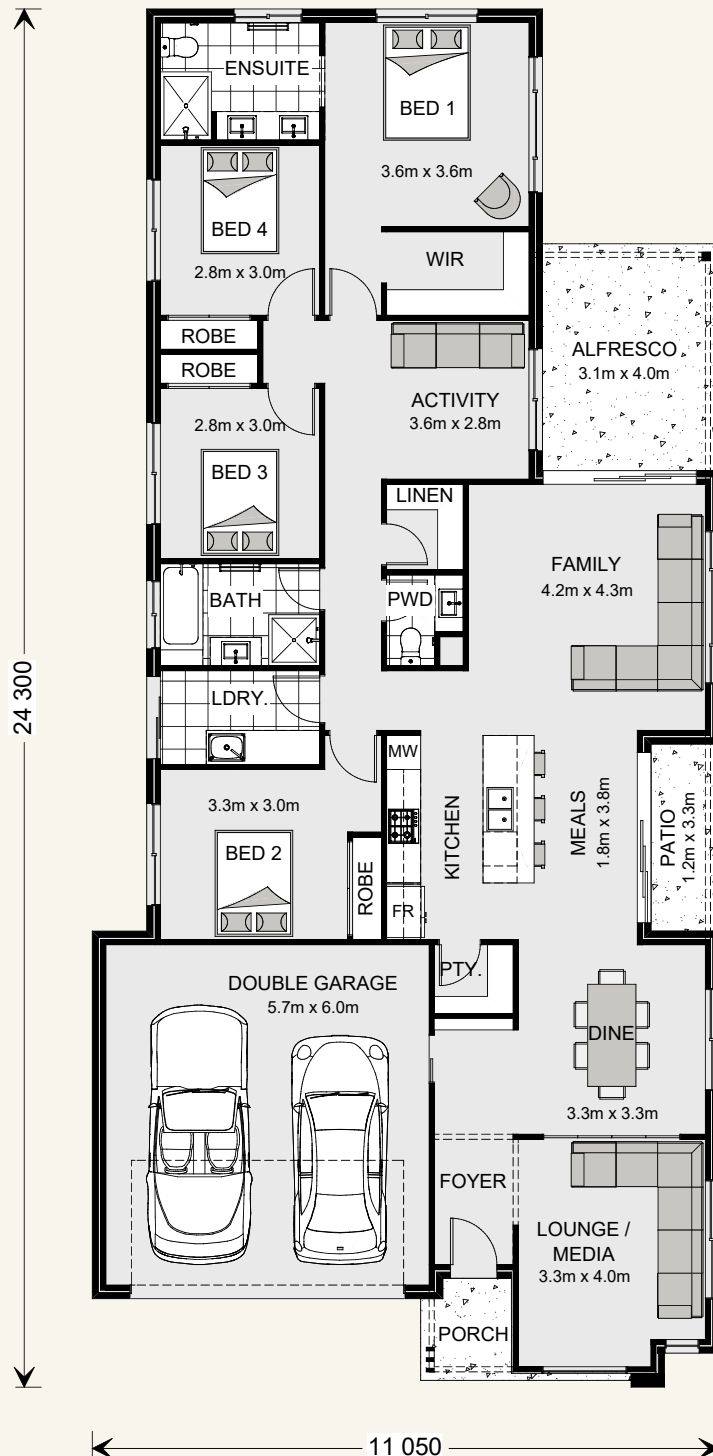 ENSUITE
BED 1
3.6m x 3.6m
BED 4
2.8m x 3.0m
WIR
ROBE
ROBE
ALFRESCO
3.1m x 4.0m
ACTIVITY
3.6m x 2.8m
2.8m x 3.0m
BED 3
LINEN
FAMILY
4.2m x 4.3m
BATH
PWD
LDRY.
24 300
MW
3.3m x 3.0m
BED 2
ROBE
KITCHEN
MEALS
1.8m x 3.8m
PATIO
1.2m x 3.3m
FR
PTY.
DOUBLE GARAGE
5.7m x 6.0m
DINE
3.3m x 3.3m
FOYER
LOUNGE /
MEDIA
3.3m x 4.0m
PORCH
11 050